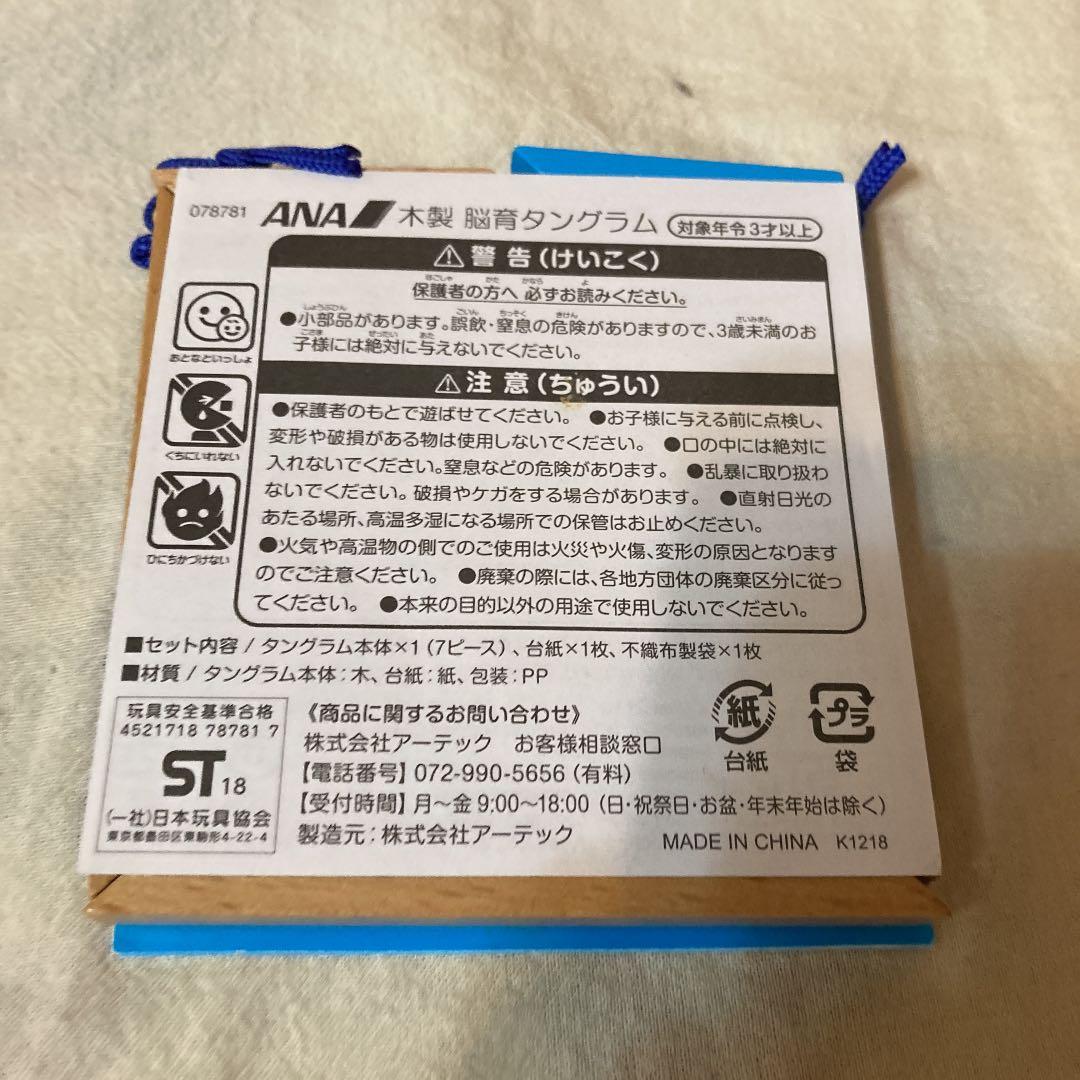 078781 ANA 木製 脳育タングラム 対象年令3才以上
警告(けいこく)
保護者の方へ 必ずお読みください。
●小部品があります。誤飲・窒息の危険がありますので、3歳未満のお
子様には絶対に与えないでください。
注意(ちゅうい)
●保護者のもとで遊ばせてください。 ●お子様に与える前に点検し、
変形や破損がある物は使用しないでください。 ●口の中には絶対に
入れないでください。窒息などの危険があります。 ●乱暴に取り扱わ
ないでください。破損やケガをする場合があります。 ●直射日光の
あたる場所、高温多湿になる場所での保管はお止めください。
●火気や高温物の側でのご使用は火災や火傷、変形の原因となります
のでご注意ください。 ●廃棄の際には、各地方団体の廃棄区分に従っ
てください。 ●本来の目的以外の用途で使用しないでください。
おとなといっしょ
くちにいれない
ひにちかづけない
■セット内容 / タングラム本体×1 (7ピース) 、台紙×1枚、不織布製袋×1枚
■材質 / タングラム本体：木、台紙：紙、包装：PP
玩具安全基準合格
4521718 78781 7
ST 18
(一社)日本玩具協会
東京都墨田区東駒形4-22-4
《商品に関するお問い合わせ》
株式会社アーテック お客様相談窓口
【電話番号】072-990-5656 (有料)
【受付時間】月～金 9:00～18:00 (日・祝祭日・お盆・年末年始は除く)
製造元：株式会社アーテック
紙
台紙
プラ
袋
MADE IN CHINA K1218